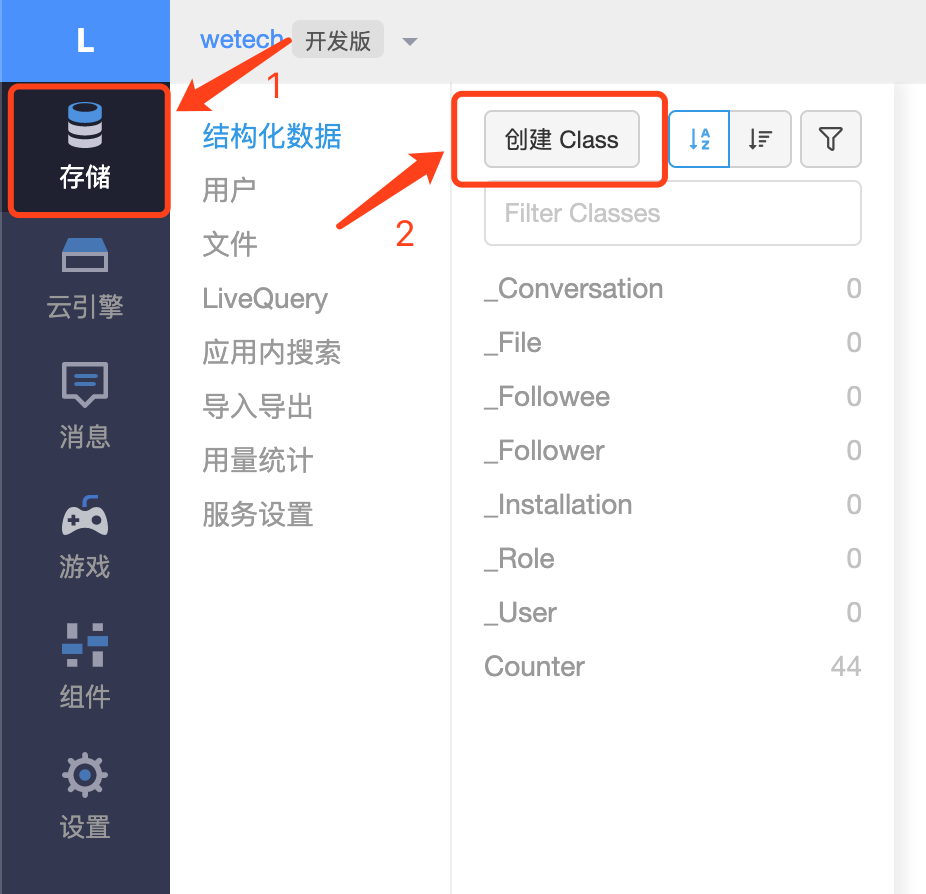 L
wetech 开发版
1
存储
云引擎
消息
游戏
组件
设置
结构化数据
用户
文件
LiveQuery
应用内搜索
导入导出
用量统计
服务设置
2
创建 Class
A
Z
Filter Classes
_Conversation 0
_File 0
_Followee 0
_Follower 0
_Installation 0
_Role 0
_User 0
Counter 44